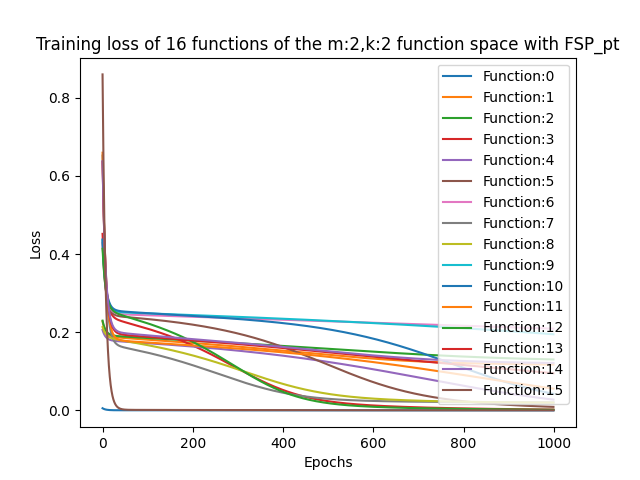 Training loss of 16 functions of the m:2,k:2 function space with FSP_pt
Loss
0.8
0.6
0.4
0.2
0.0
Function:0
Function:1
Function:2
Function:3
Function:4
Function:5
Function:6
Function:7
Function:8
Function:9
Function:10
Function:11
Function:12
Function:13
Function:14
Function:15
0 200 400 600 800 1000
Epochs